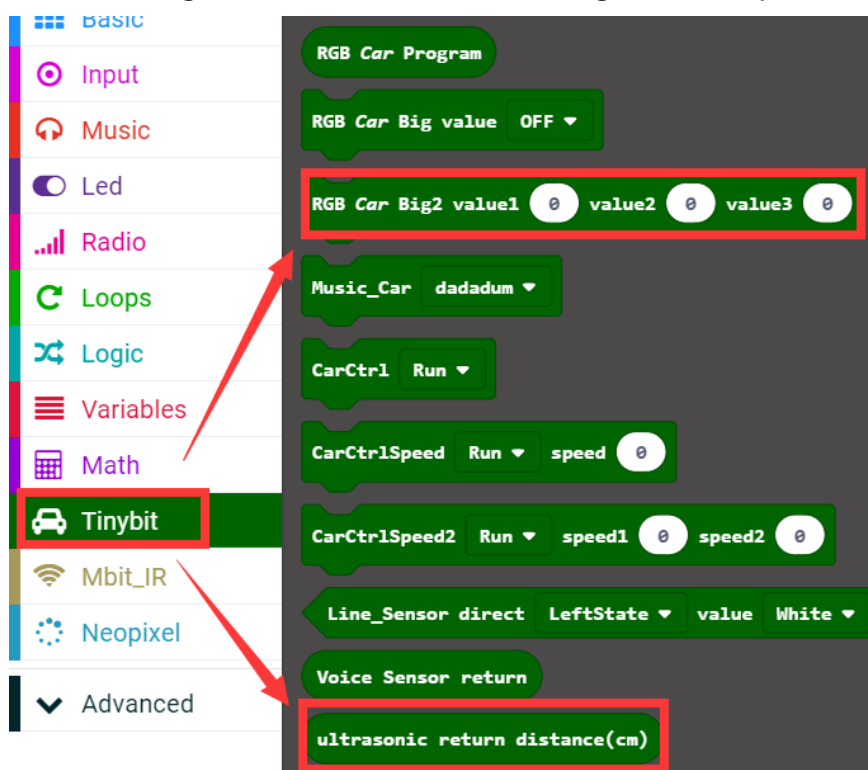 Basic
Input
Music
Led
Radio
Loops
Logic
Variables
Math
Tinybit
Mbit_IR
Neopixel
Advanced
RGB Car Program
RGB Car Big value OFF
RGB Car Big2 value1 0 value2 0 value3 0
Music_Car dadadum
CarCtrl Run
CarCtrlSpeed Run speed 0
CarCtrlSpeed2 Run speed1 0 speed2 0
Line_Sensor direct LeftState value White
Voice Sensor return
ultrasonic return distance(cm)